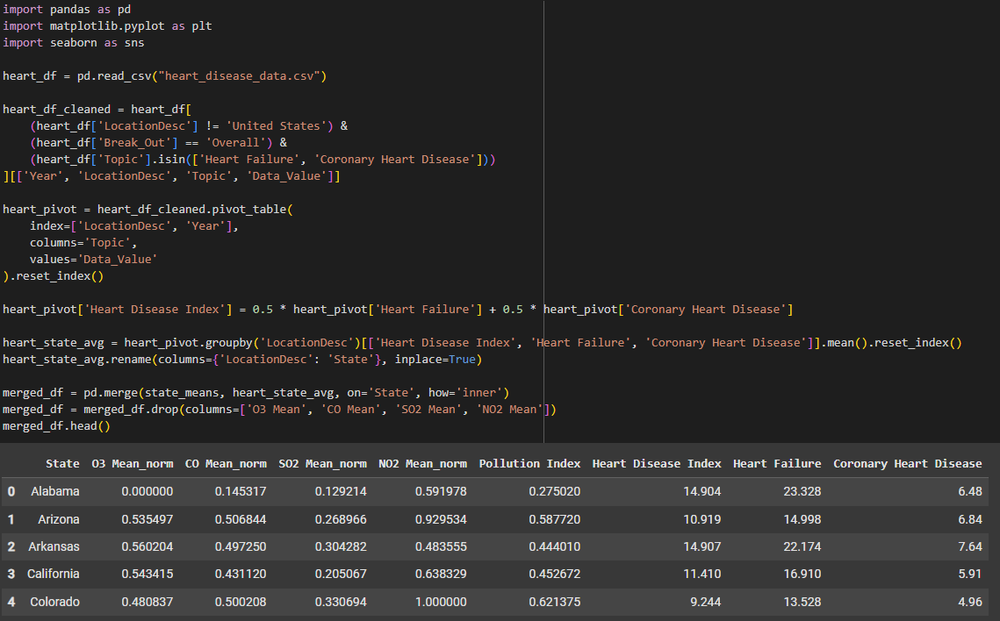 import pandas as pd
import matplotlib.pyplot as plt
import seaborn as sns
heart_df = pd.read_csv("heart_disease_data.csv")
heart_df_cleaned = heart_df[
    (heart_df['LocationDesc'] != 'United States') &
    (heart_df['Break_Out'] == 'Overall') &
    (heart_df['Topic'].isin(['Heart Failure', 'Coronary Heart Disease']))
][['Year', 'LocationDesc', 'Topic', 'Data_Value']]
heart_pivot = heart_df_cleaned.pivot_table(
    index=['LocationDesc', 'Year'],
    columns='Topic',
    values='Data_Value'
).reset_index()
heart_pivot['Heart Disease Index'] = 0.5 * heart_pivot['Heart Failure'] + 0.5 * heart_pivot['Coronary Heart Disease']
heart_state_avg = heart_pivot.groupby('LocationDesc')[['Heart Disease Index', 'Heart Failure', 'Coronary Heart Disease']].mean().reset_index()
heart_state_avg.rename(columns={'LocationDesc': 'State'}, inplace=True)
merged_df = pd.merge(state_means, heart_state_avg, on='State', how='inner')
merged_df = merged_df.drop(columns=['O3 Mean', 'CO Mean', 'SO2 Mean', 'NO2 Mean'])
merged_df.head()
State O3 Mean_norm CO Mean_norm SO2 Mean_norm NO2 Mean_norm Pollution Index Heart Disease Index Heart Failure Coronary Heart Disease
0 Alabama 0.000000 0.145317 0.129214 0.591978 0.275020 14.904 23.328 6.48
1 Arizona 0.535497 0.506844 0.268966 0.929534 0.587720 10.919 14.998 6.84
2 Arkansas 0.560204 0.497250 0.304282 0.483555 0.444010 14.907 22.174 7.64
3 California 0.543415 0.431120 0.205067 0.638329 0.452672 11.410 16.910 5.91
4 Colorado 0.480837 0.500208 0.330694 1.000000 0.621375 9.244 13.528 4.96